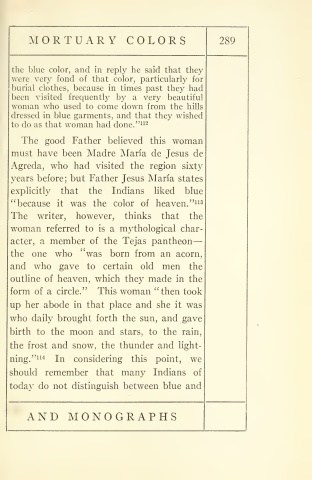 MORTUARY COLORS 289
the blue color, and in reply he said that they
were very fond of that color, particularly for
burial clothes, because in times past they had
been visited frequently by a very beautiful
woman who used to come down from the hills
dressed in blue garments, and that they wished
to do as that woman had done."¹¹²
The good Father believed this woman
must have been Madre María de Jesus de
Agreda, who had visited the region sixty
years before; but Father Jesus María states
explicitly that the Indians liked blue
"because it was the color of heaven."¹¹³
The writer, however, thinks that the
woman referred to is a mythological char-
acter, a member of the Tejas pantheon—
the one who "was born from an acorn,
and who gave to certain old men the
outline of heaven, which they made in the
form of a circle." This woman "then took
up her abode in that place and she it was
who daily brought forth the sun, and gave
birth to the moon and stars, to the rain,
the frost and snow, the thunder and light-
ning."¹¹⁴ In considering this point, we
should remember that many Indians of
today do not distinguish between blue and
AND MONOGRAPHS